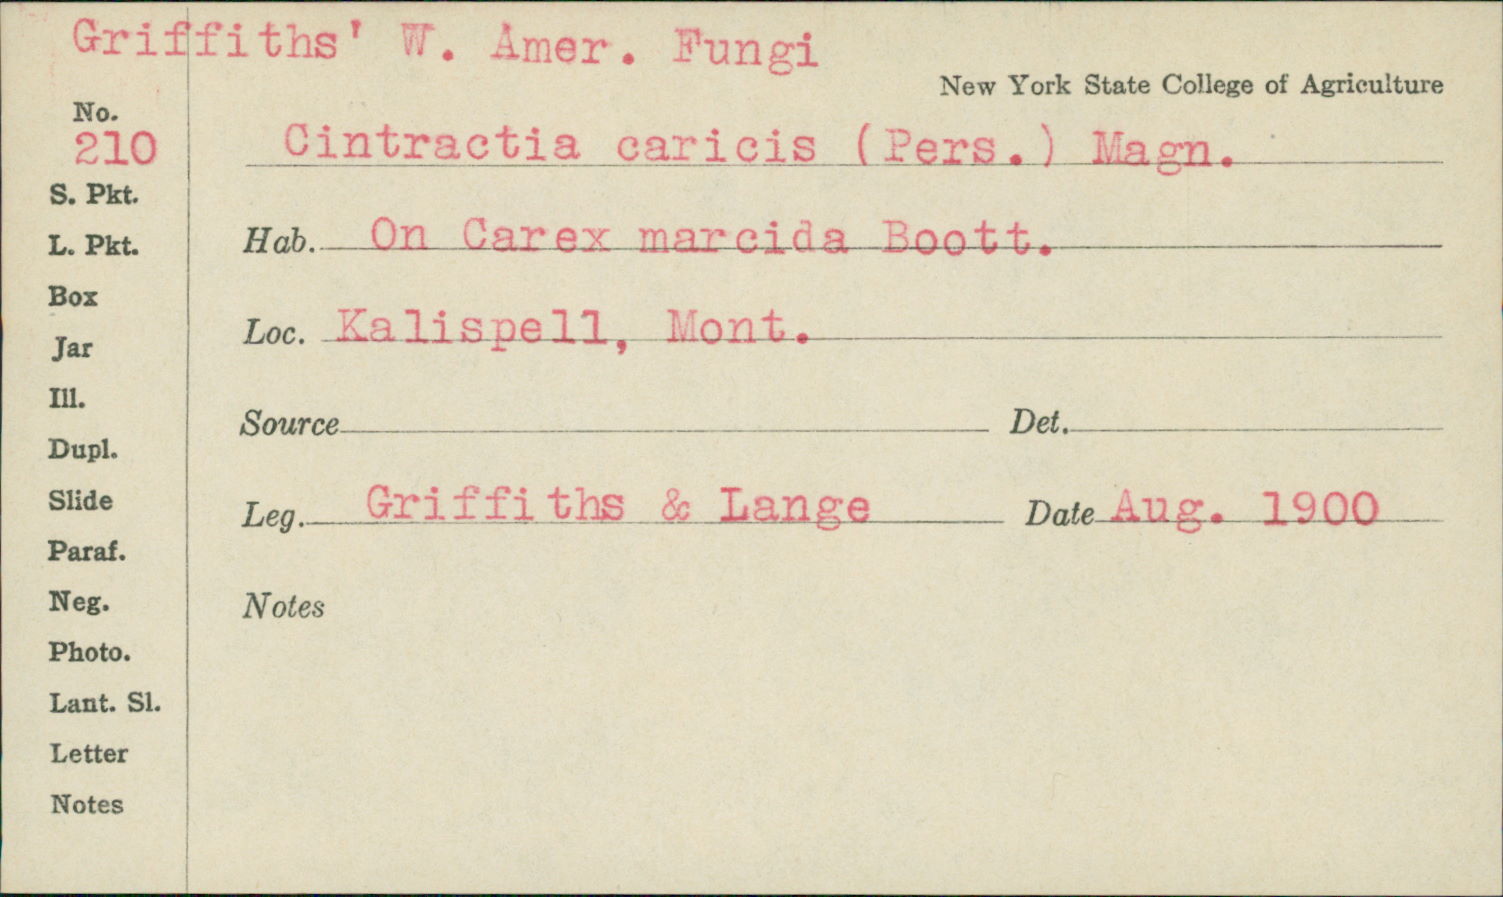 Griffiths' W. Amer. Fungi
New York State College of Agriculture
No.
210
Cintractia caricis (Pers.) Magn.
S. Pkt.
L. Pkt.
Hab. On Carex marcida Boott.
Box
Loc. Kalispell, Mont.
Jar
Ill.
Source Det.
Dupl.
Slide
Leg. Griffiths & Lange Date Aug. 1900
Paraf.
Neg.
Notes
Photo.
Lant. Sl.
Letter
Notes